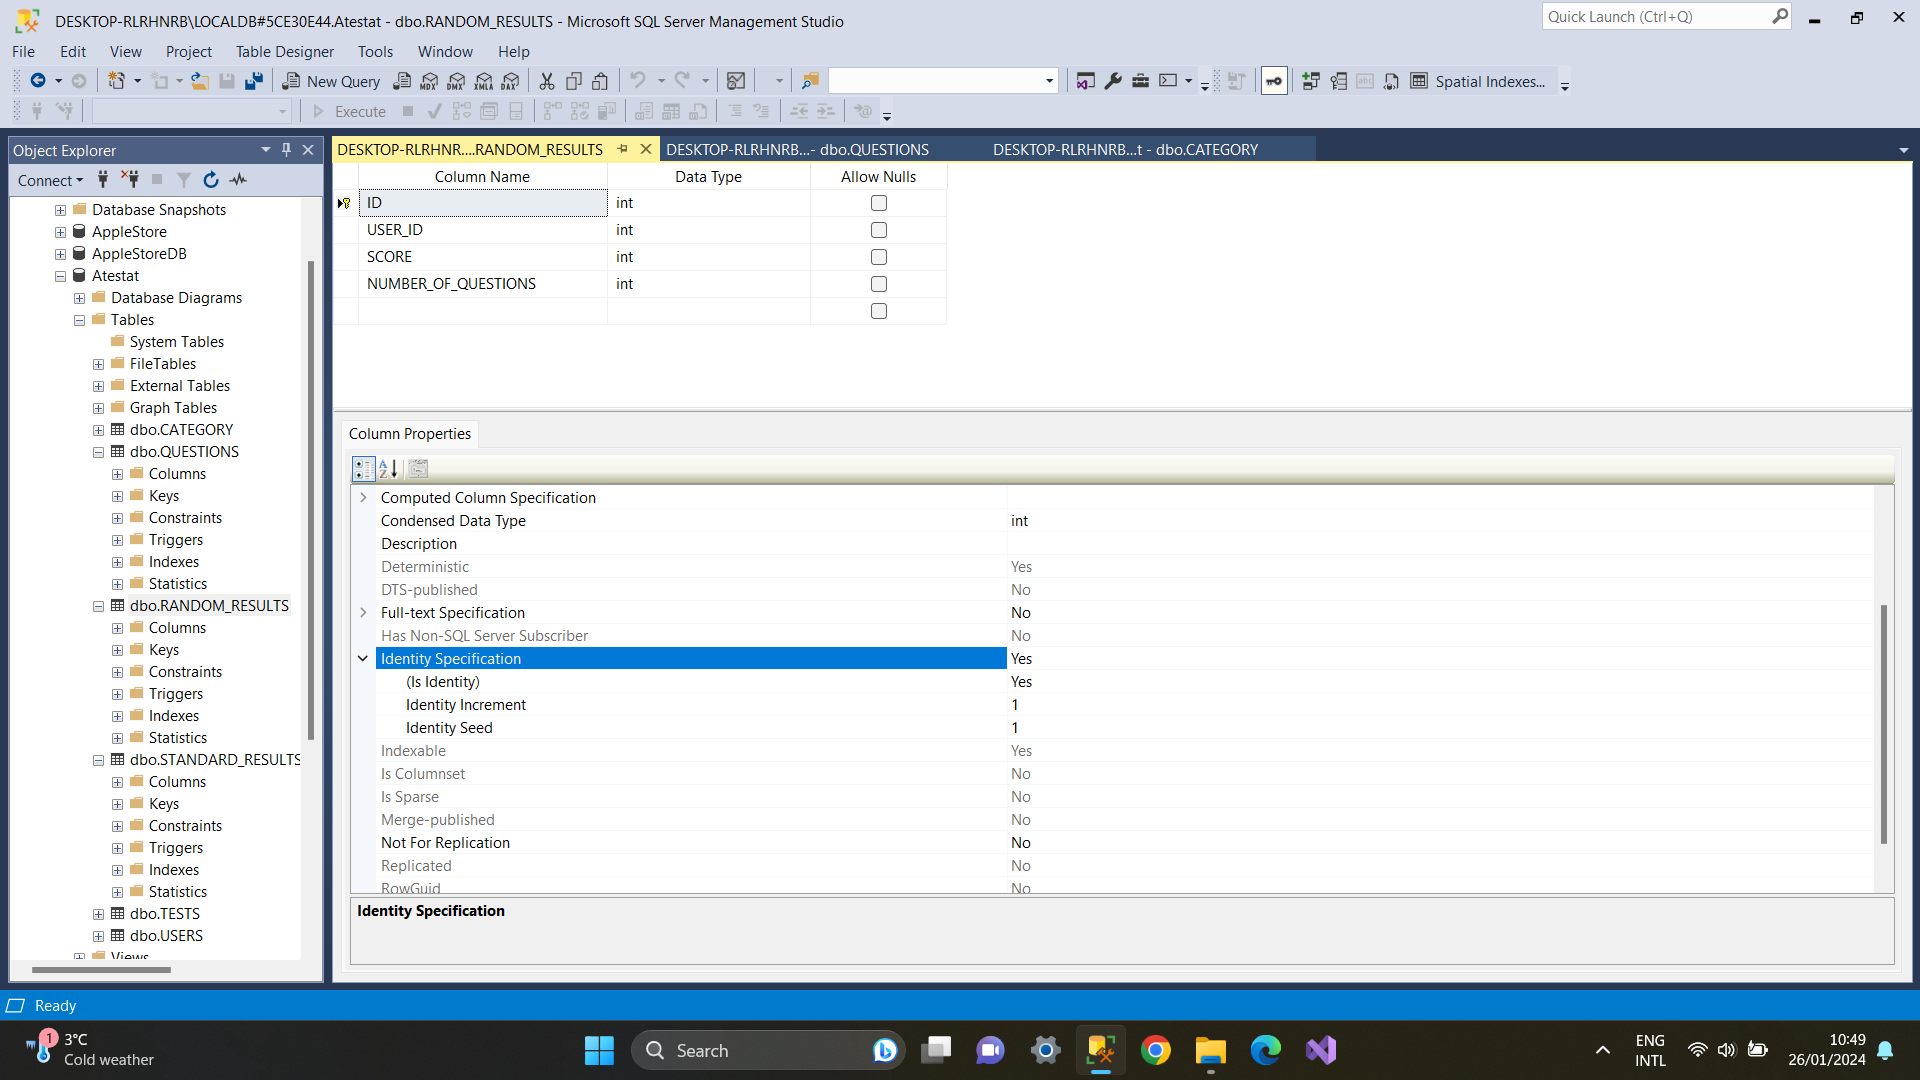 DESKTOP-RLRHNRB\LOCALDB#5CE30E44.Atestat - dbo.RANDOM_RESULTS - Microsoft SQL Server Management Studio
Quick Launch (Ctrl+Q)
File Edit View Project Table Designer Tools Window Help
New Query
MDX DMX XMLA DAX
Spatial Indexes...
Execute
Object Explorer
DESKTOP-RLRHNR....RANDOM_RESULTS
DESKTOP-RLRHNRB...- dbo.QUESTIONS
DESKTOP-RLRHNRB...t - dbo.CATEGORY
Connect
Database Snapshots
AppleStore
AppleStoreDB
Atestat
Database Diagrams
Tables
System Tables
FileTables
External Tables
Graph Tables
dbo.CATEGORY
dbo.QUESTIONS
Columns
Keys
Constraints
Triggers
Indexes
Statistics
dbo.RANDOM_RESULTS
Columns
Keys
Constraints
Triggers
Indexes
Statistics
dbo.STANDARD_RESULTS
Columns
Keys
Constraints
Triggers
Indexes
Statistics
dbo.TESTS
dbo.USERS
Views
Column Name Data Type Allow Nulls
ID int
USER_ID int
SCORE int
NUMBER_OF_QUESTIONS int
Column Properties
Computed Column Specification
Condensed Data Type int
Description
Deterministic Yes
DTS-published No
Full-text Specification No
Has Non-SQL Server Subscriber No
Identity Specification Yes
(Is Identity) Yes
Identity Increment 1
Identity Seed 1
Indexable Yes
Is Columnset No
Is Sparse No
Merge-published No
Not For Replication No
Replicated No
RowGuid No
Identity Specification
Ready
1
3°C
Cold weather
Search
ENG
INTL
10:49
26/01/2024